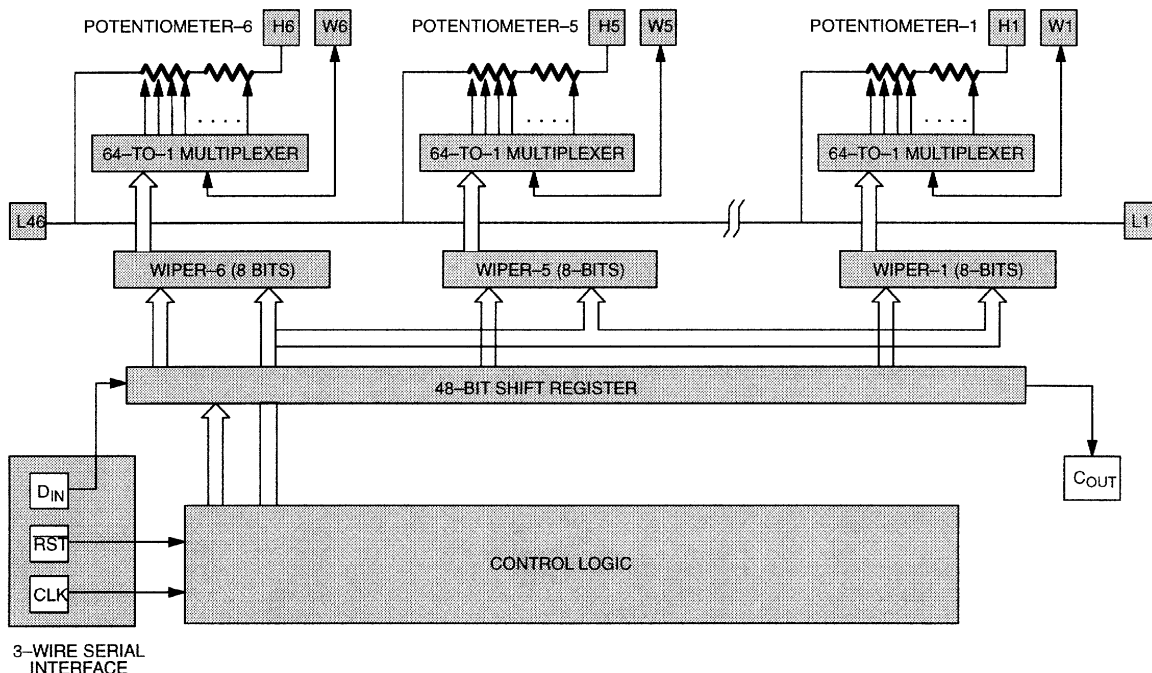 POTENTIOMETER–6 H6 W6 POTENTIOMETER–5 H5 W5 POTENTIOMETER–1 H1 W1
64–TO–1 MULTIPLEXER 64–TO–1 MULTIPLEXER 64–TO–1 MULTIPLEXER
L46 L1
WIPER–6 (8 BITS) WIPER–5 (8–BITS) WIPER–1 (8–BITS)
48–BIT SHIFT REGISTER
DIN
COUT
RST
CONTROL LOGIC
CLK
3–WIRE SERIAL
INTERFACE